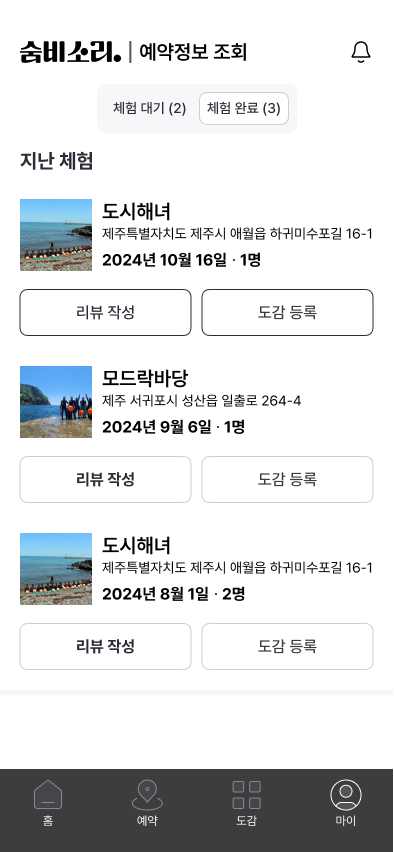 숨비소리. | 예약정보 조회
체험 대기 (2) 체험 완료 (3)
지난 체험
도시해녀
제주특별자치도 제주시 애월읍 하귀미수포길 16-1
2024년 10월 16일 · 1명
리뷰 작성 도감 등록
모드락바당
제주 서귀포시 성산읍 일출로 264-4
2024년 9월 6일 · 1명
리뷰 작성 도감 등록
도시해녀
제주특별자치도 제주시 애월읍 하귀미수포길 16-1
2024년 8월 1일 · 2명
리뷰 작성 도감 등록
홈 예약 도감 마이